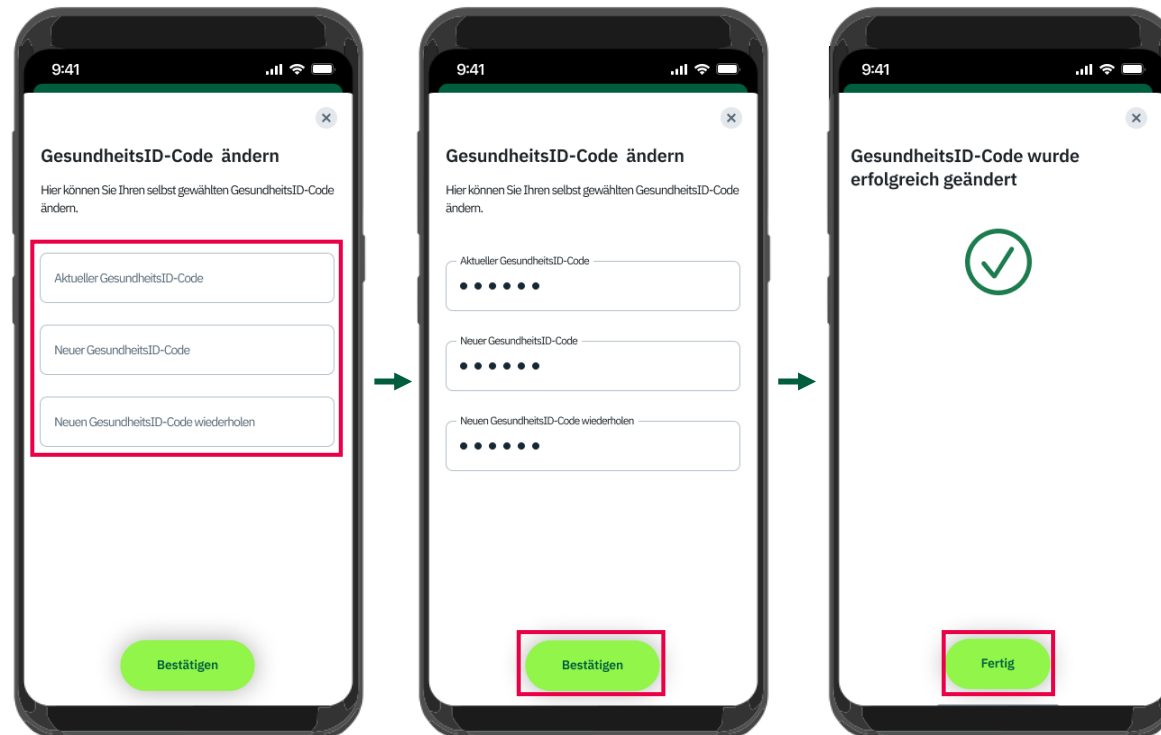 9:41
GesundheitsID-Code ändern
Hier können Sie Ihren selbst gewählten GesundheitsID-Code
ändern.
Aktueller GesundheitsID-Code
Neuer GesundheitsID-Code
Neuen GesundheitsID-Code wiederholen
Bestätigen
9:41
GesundheitsID-Code ändern
Hier können Sie Ihren selbst gewählten GesundheitsID-Code
ändern.
Aktueller GesundheitsID-Code
Neuer GesundheitsID-Code
Neuen GesundheitsID-Code wiederholen
Bestätigen
9:41
GesundheitsID-Code wurde
erfolgreich geändert
Fertig